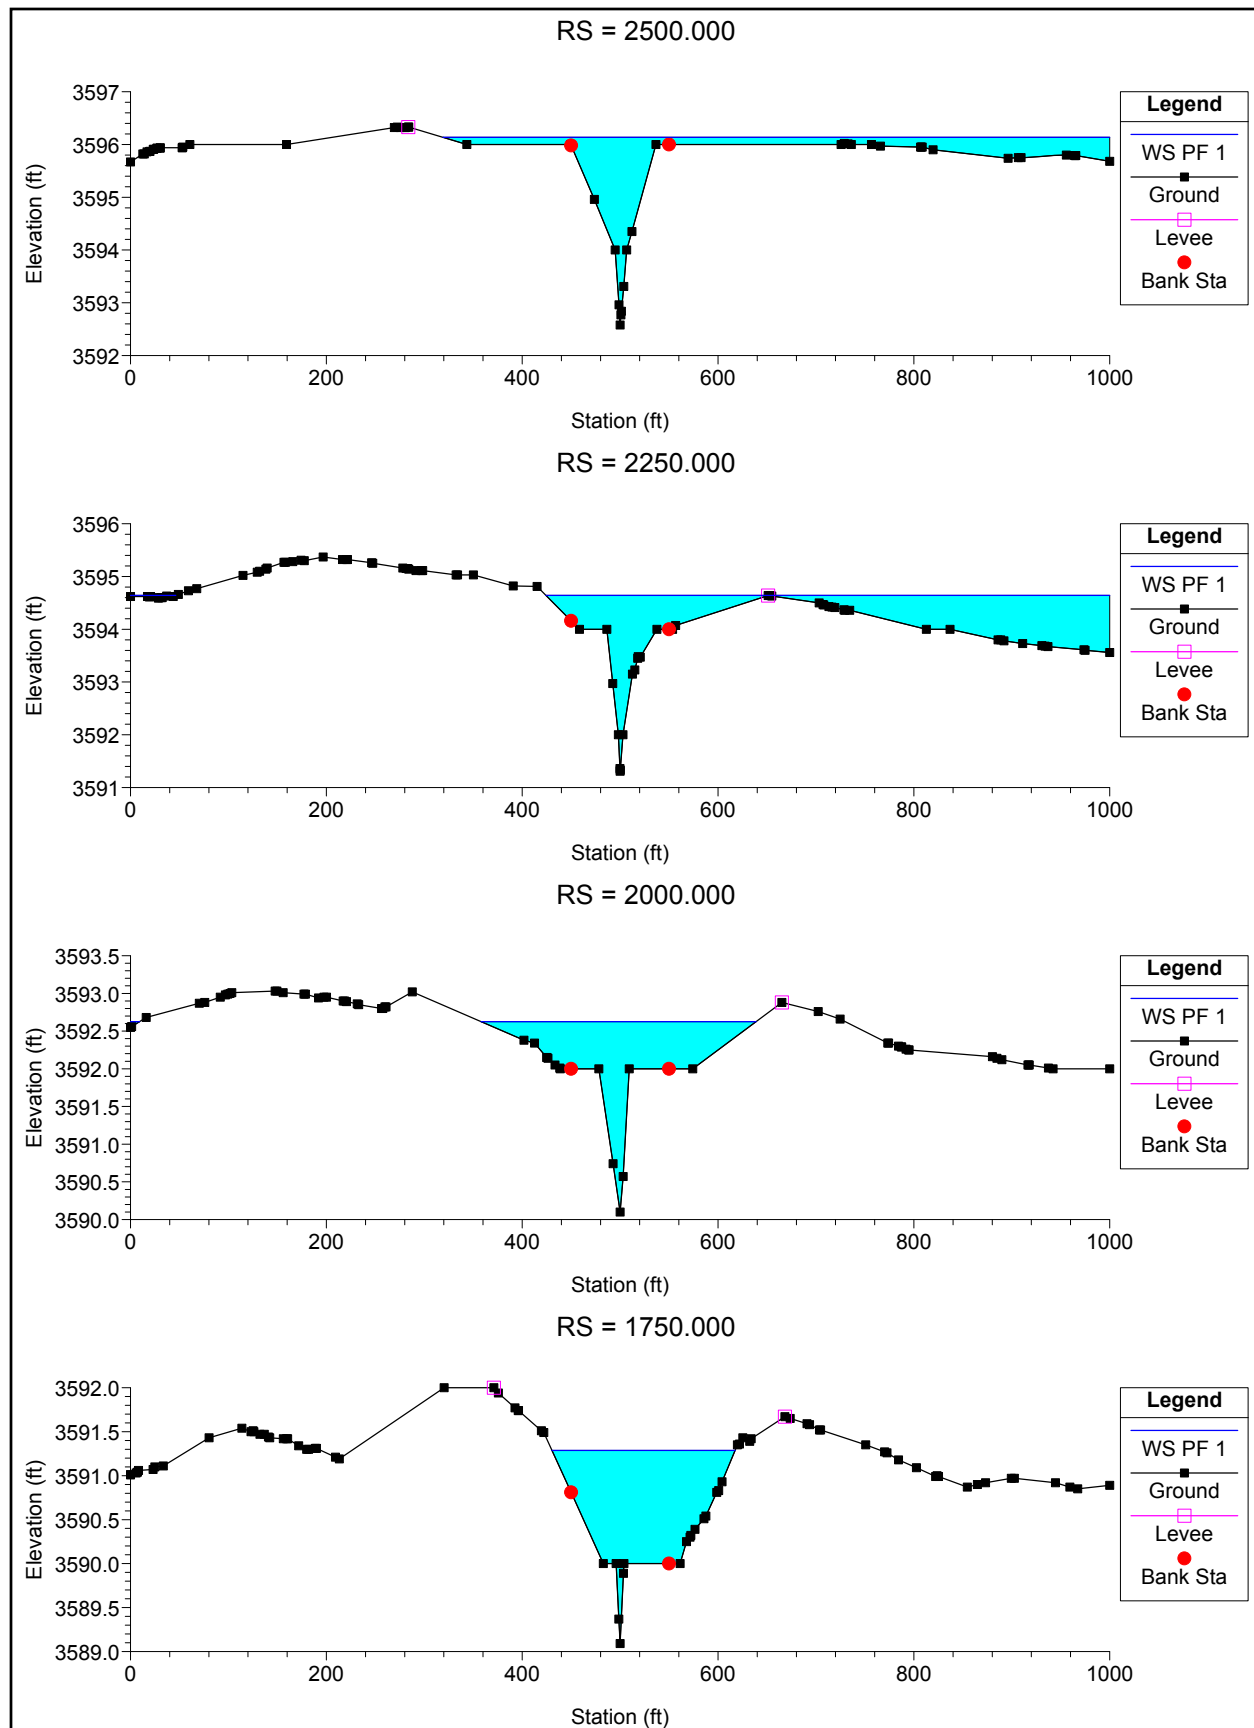 RS = 2500.000
3597
3596
3595
3594
3593
3592
Elevation (ft)
0 200 400 600 800 1000
Station (ft)
Legend
WS PF 1
Ground
Levee
Bank Sta
RS = 2250.000
3596
3595
3594
3593
3592
3591
Elevation (ft)
0 200 400 600 800 1000
Station (ft)
Legend
WS PF 1
Ground
Levee
Bank Sta
RS = 2000.000
3593.5
3593.0
3592.5
3592.0
3591.5
3591.0
3590.5
3590.0
Elevation (ft)
0 200 400 600 800 1000
Station (ft)
Legend
WS PF 1
Ground
Levee
Bank Sta
RS = 1750.000
3592.0
3591.5
3591.0
3590.5
3590.0
3589.5
3589.0
Elevation (ft)
0 200 400 600 800 1000
Station (ft)
Legend
WS PF 1
Ground
Levee
Bank Sta